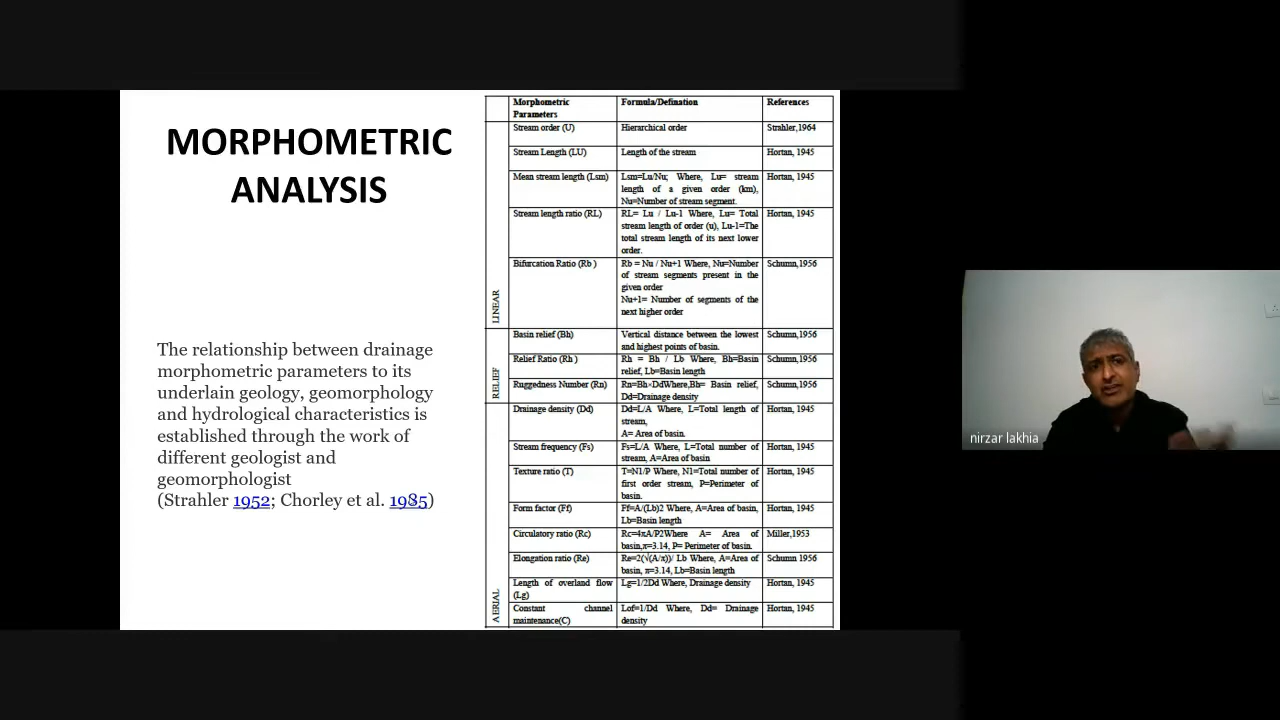 MORPHOMETRIC
ANALYSIS
The relationship between drainage
morphometric parameters to its
underlain geology, geomorphology
and hydrological characteristics is
established through the work of
different geologist and
geomorphologist
(Strahler 1952; Chorley et al. 1985)
Morphometric
Parameters
Formula/Defination
References
LINEAR
Stream order (U)
Hierarchical order
Strahler,1964
Stream Length (LU)
Length of the stream
Hortan, 1945
Mean stream length (Lsm)
Lsm=Lu/Nu; Where, Lu= stream
length of a given order (km),
Nu=Number of stream segment.
Hortan, 1945
Stream length ratio (RL)
RL= Lu / Lu-1 Where, Lu= Total
stream length of order (u), Lu-1=The
total stream length of its next lower
order.
Hortan, 1945
Bifurcation Ratio (Rb )
Rb = Nu / Nu+1 Where, Nu=Number
of stream segments present in the
given order
Nu+1= Number of segments of the
next higher order
Schumn,1956
RELIEF
Basin relief (Bh)
Vertical distance between the lowest
and highest points of basin.
Schumn,1956
Relief Ratio (Rh )
Rh = Bh / Lb Where, Bh=Basin
relief, Lb=Basin length
Schumn,1956
Ruggedness Number (Rn)
Rn=Bh×DdWhere,Bh= Basin relief,
Dd=Drainage density
Schumn,1956
AERIAL
Drainage density (Dd)
Dd=L/A Where, L=Total length of
stream,
A= Area of basin.
Hortan, 1945
Stream frequency (Fs)
Fs=L/A Where, L=Total number of
stream, A=Area of basin
Hortan, 1945
Texture ratio (T)
T=N1/P Where, N1=Total number of
first order stream, P=Perimeter of
basin.
Hortan, 1945
Form factor (Ff)
Ff=A/(Lb)2 Where, A=Area of basin,
Lb=Basin length
Hortan, 1945
Circulatory ratio (Rc)
Rc=4πA/P2Where A= Area of
basin,π=3.14, P= Perimeter of basin.
Miller,1953
Elongation ratio (Re)
Re=2(√(A/π))/ Lb Where, A=Area of
basin, π=3.14, Lb=Basin length
Schumn 1956
Length of overland flow
(Lg)
Lg=1/2Dd Where, Drainage density
Hortan, 1945
Constant channel
maintenance(C)
Lof=1/Dd Where, Dd= Drainage
density
Hortan, 1945
nirzar lakhia